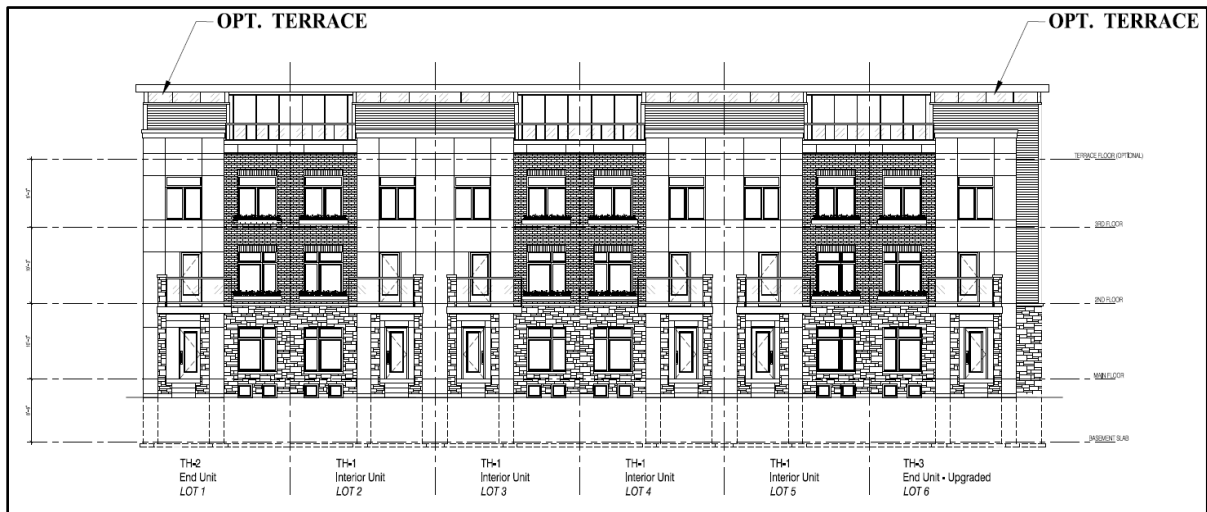 OPT. TERRACE
OPT. TERRACE
TERRACE FLOOR (OPTIONAL)
3RD FLOOR
2ND FLOOR
MAIN FLOOR
BASEMENT SLAB
TH-2
End Unit
LOT 1
TH-1
Interior Unit
LOT 2
TH-1
Interior Unit
LOT 3
TH-1
Interior Unit
LOT 4
TH-1
Interior Unit
LOT 5
TH-3
End Unit - Upgraded
LOT 6